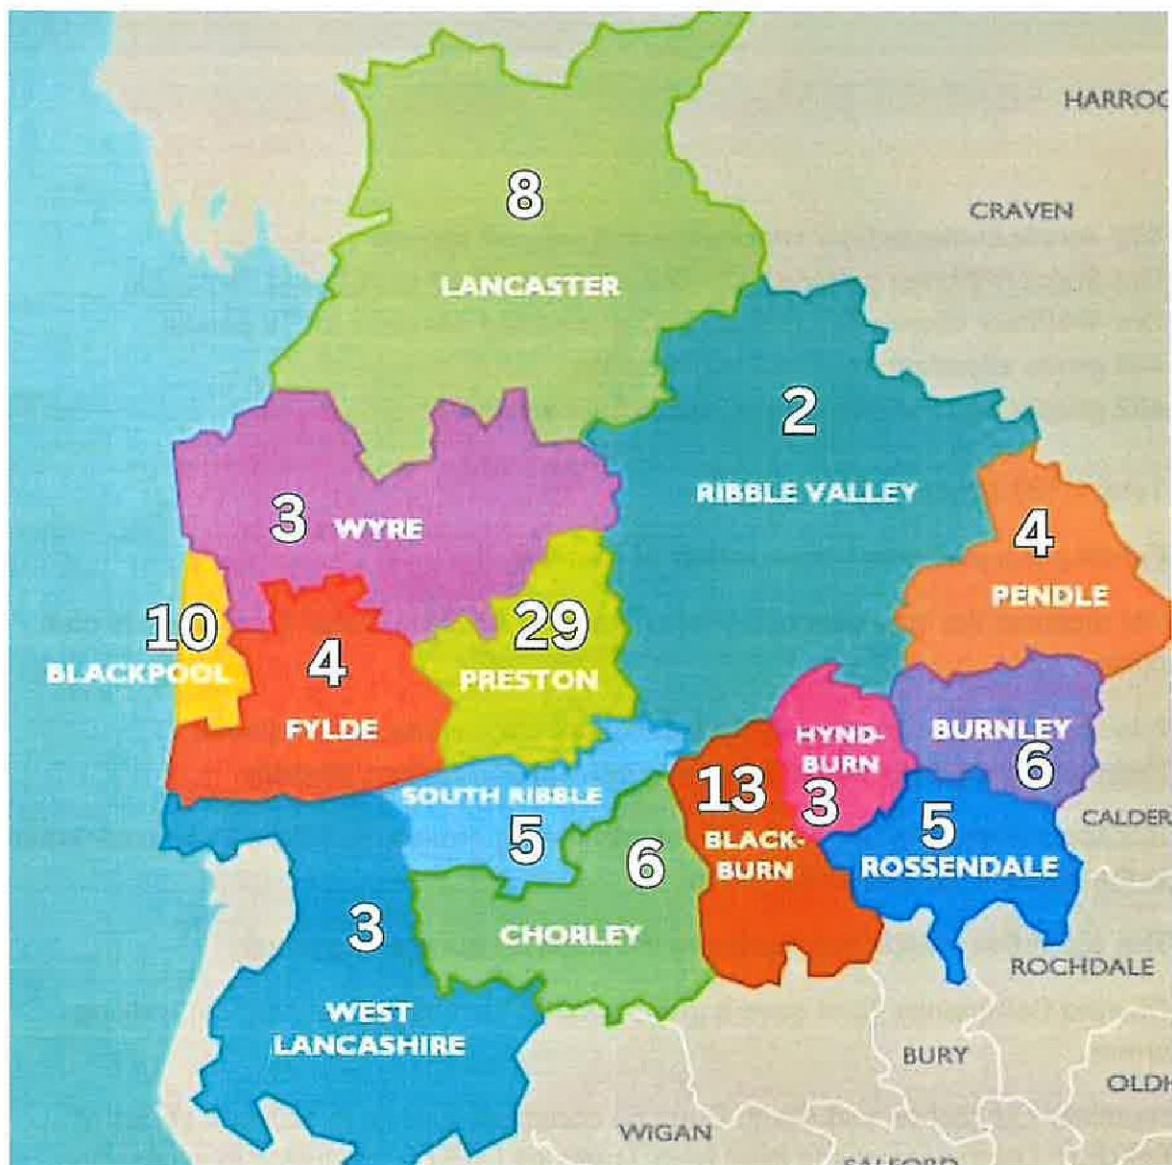 HARROG
8
CRAVEN
LANCASTER
2
RIBBLE VALLEY
3 WYRE
4
PENDLE
10
BLACKPOOL
29
PRESTON
4
FYLDE
HYND-
BURN
3
BURNLEY
6
13
BLACK-
BURN
SOUTH RIBBLE
5
5
ROSSENDALE
CALDER
6
CHORLEY
3
WEST
LANCASHIRE
ROCHDALE
BURY
OLDH
WIGAN
SALFORD